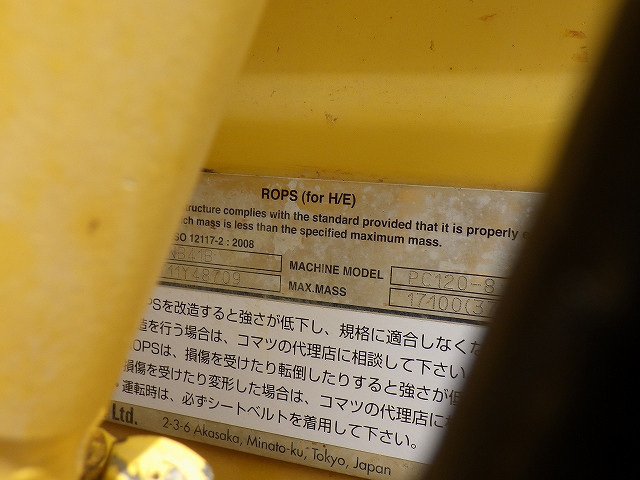 ROPS (for H/E)
ructure complies with the standard provided that it is properly
ch mass is less than the specified maximum mass.
ISO 12117-2 : 2008
MACHINE MODEL PC120-8
MAX.MASS 17400(3
PSを改造すると強さが低下し、規格に適合しなくな
造を行う場合は、コマツの代理店に相談して下さい
OPSは、損傷を受けたり転倒したりすると強さが低
損傷を受けたり変形した場合は、コマツの代理店に
運転時は、必ずシートベルトを着用して下さい。
Ltd. 2-3-6 Akasaka, Minato-ku, Tokyo, Japan